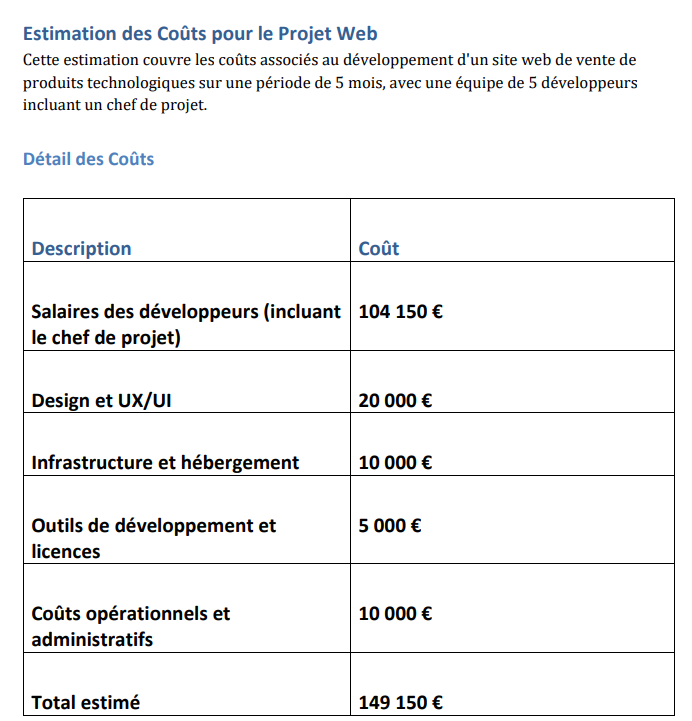 Estimation des Coûts pour le Projet Web
Cette estimation couvre les coûts associés au développement d'un site web de vente de
produits technologiques sur une période de 5 mois, avec une équipe de 5 développeurs
incluant un chef de projet.
Détail des Coûts
Description Coût
Salaires des développeurs (incluant 104 150 €
le chef de projet)
Design et UX/UI 20 000 €
Infrastructure et hébergement 10 000 €
Outils de développement et 5 000 €
licences
Coûts opérationnels et 10 000 €
administratifs
Total estimé 149 150 €